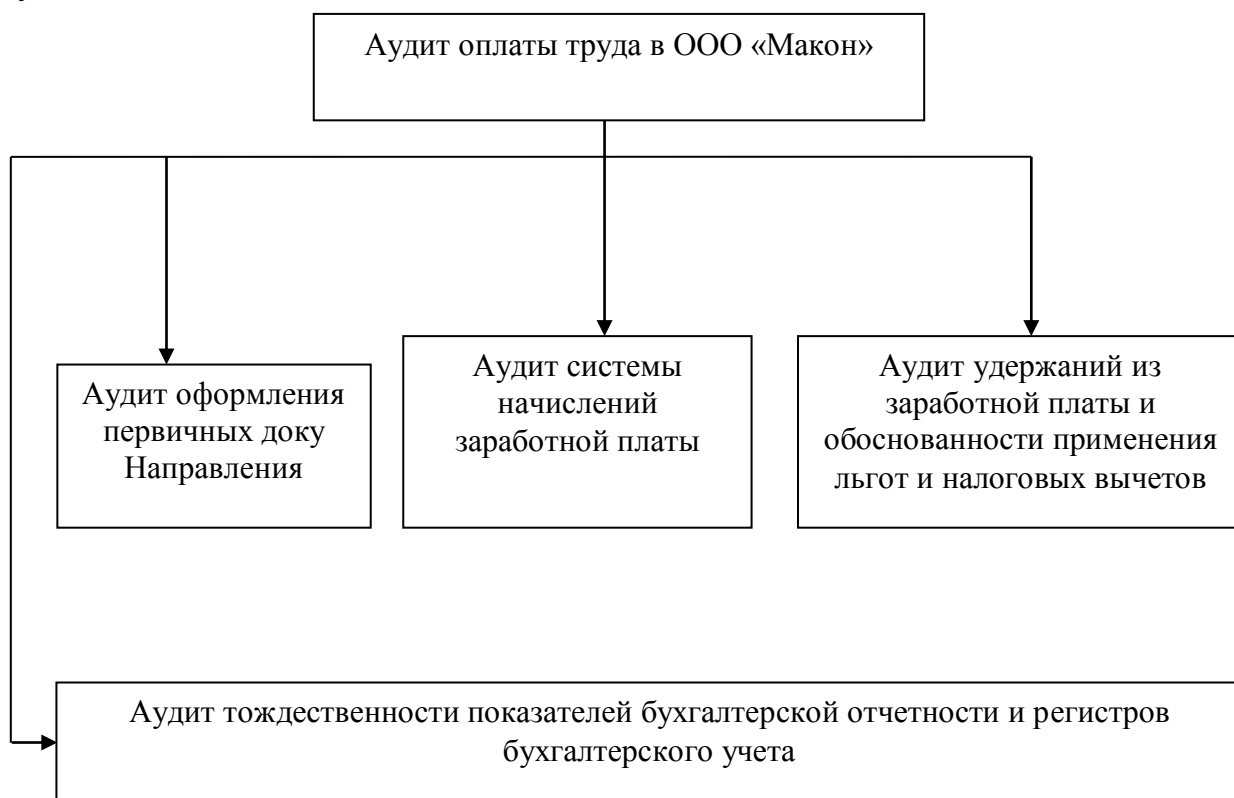 Аудит оплаты труда в ООО «Макон»
Аудит оформления
первичных доку
Направления
Аудит системы
начислений
заработной платы
Аудит удержаний из
заработной платы и
обоснованности применения
льгот и налоговых вычетов
Аудит тождественности показателей бухгалтерской отчетности и регистров
бухгалтерского учета